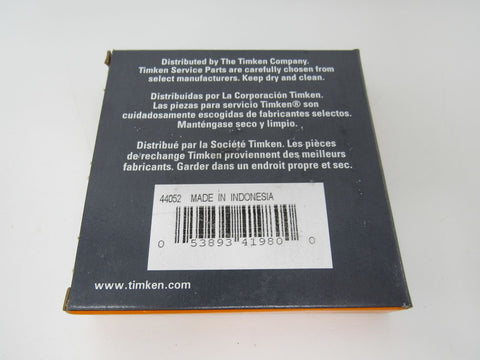 Distributed by The Timken Company.
Timken Service Parts are carefully chosen from
select manufacturers. Keep dry and clean.
Distribuidas por La Corporación Timken.
Las piezas para servicio Timken® son
cuidadosamente escogidas de fabricantes selectos.
Manténgase seco y limpio.
Distribué par la Société Timken. Les pièces
de rechange Timken proviennent des meilleurs
fabricants. Garder dans un endroit propre et sec.
44052 MADE IN INDONESIA
0 53893 41980 0
www.timken.com